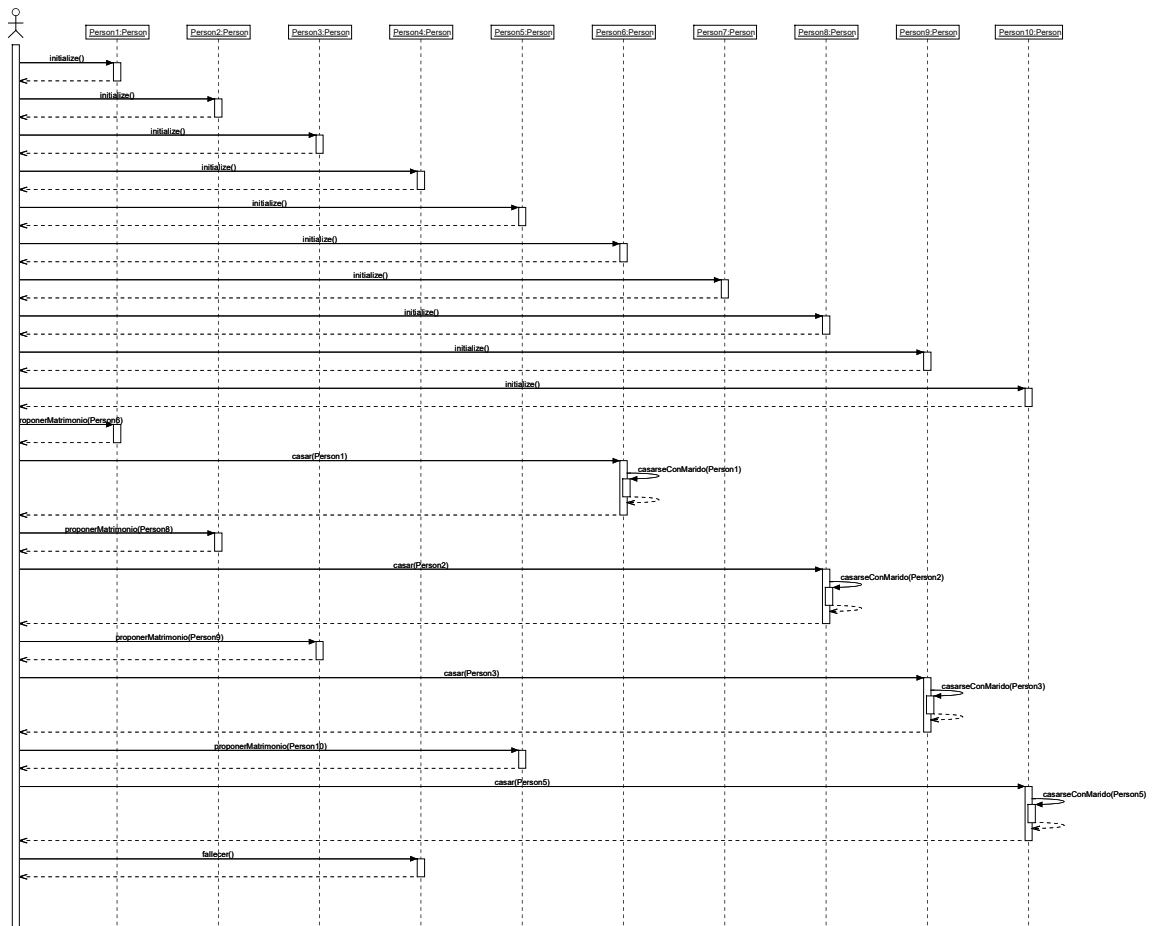 Person1:Person
Person2:Person
Person3:Person
Person4:Person
Person5:Person
Person6:Person
Person7:Person
Person8:Person
Person9:Person
Person10:Person
initialize()
initialize()
initialize()
initialize()
initialize()
initialize()
initialize()
initialize()
initialize()
initialize()
roponerMatrimonio(Person6)
casar(Person1)
casarseConMarido(Person1)
proponerMatrimonio(Person8)
casar(Person2)
casarseConMarido(Person2)
proponerMatrimonio(Person9)
casar(Person3)
casarseConMarido(Person3)
proponerMatrimonio(Person10)
casar(Person5)
casarseConMarido(Person5)
fallecer()